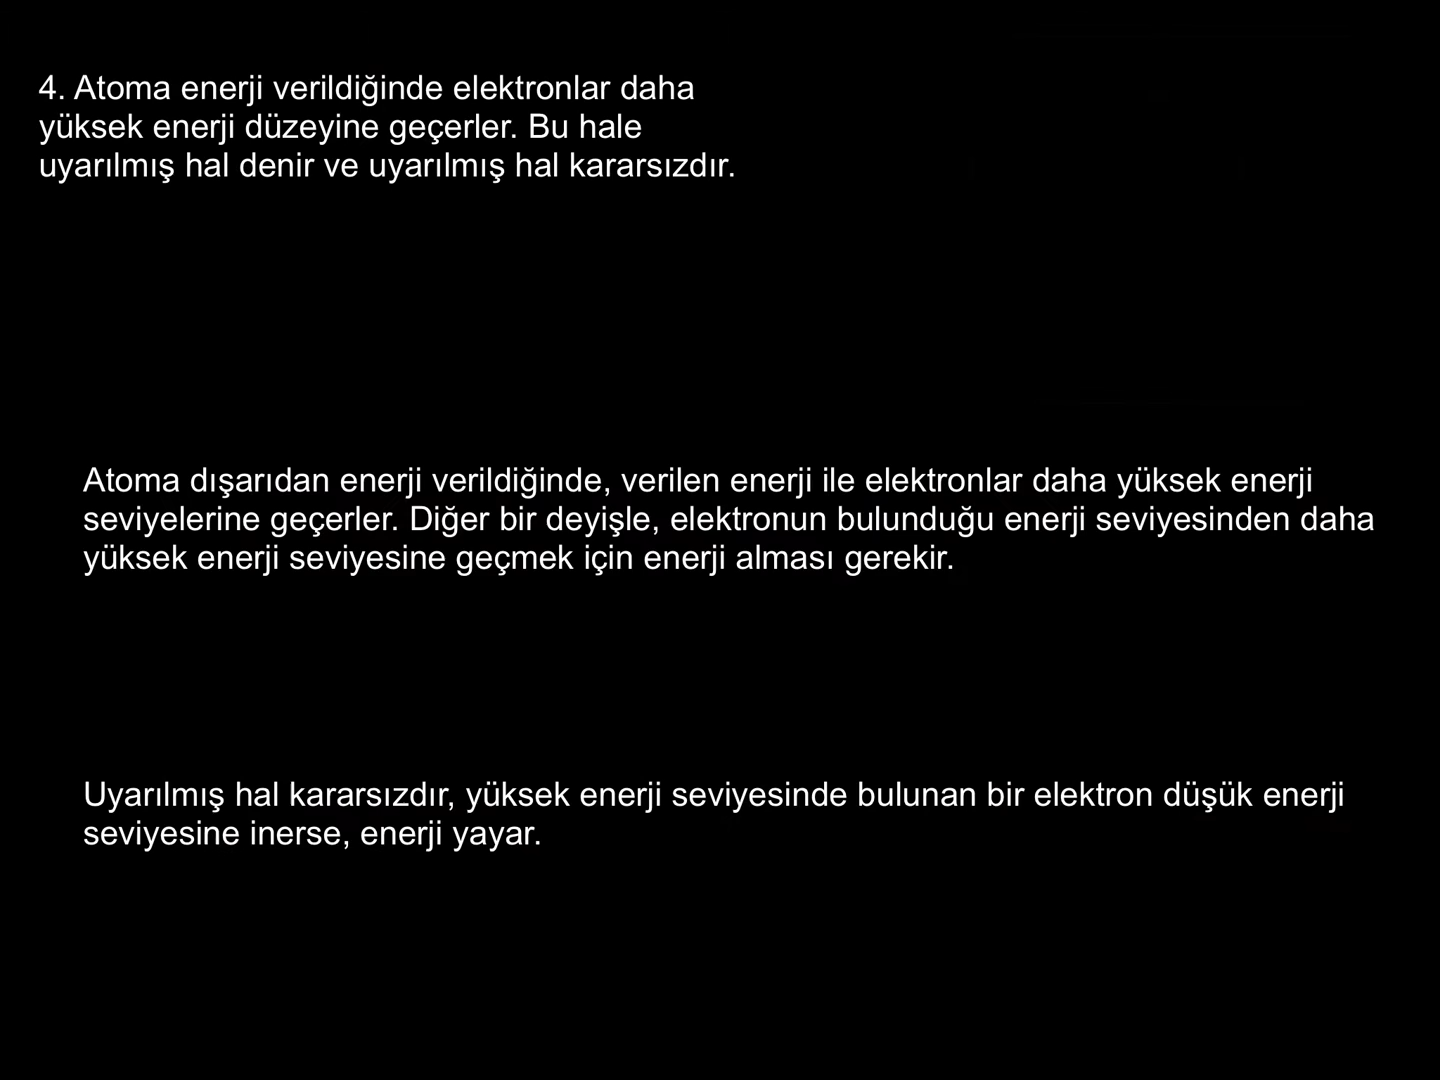 4. Atoma enerji verildiğinde elektronlar daha
yüksek enerji düzeyine geçerler. Bu hale
uyarılmış hal denir ve uyarılmış hal kararsızdır.
Atoma dışarıdan enerji verildiğinde, verilen enerji ile elektronlar daha yüksek enerji
seviyelerine geçerler. Diğer bir deyişle, elektronun bulunduğu enerji seviyesinden daha
yüksek enerji seviyesine geçmek için enerji alması gerekir.
Uyarılmış hal kararsızdır, yüksek enerji seviyesinde bulunan bir elektron düşük enerji
seviyesine inerse, enerji yayar.